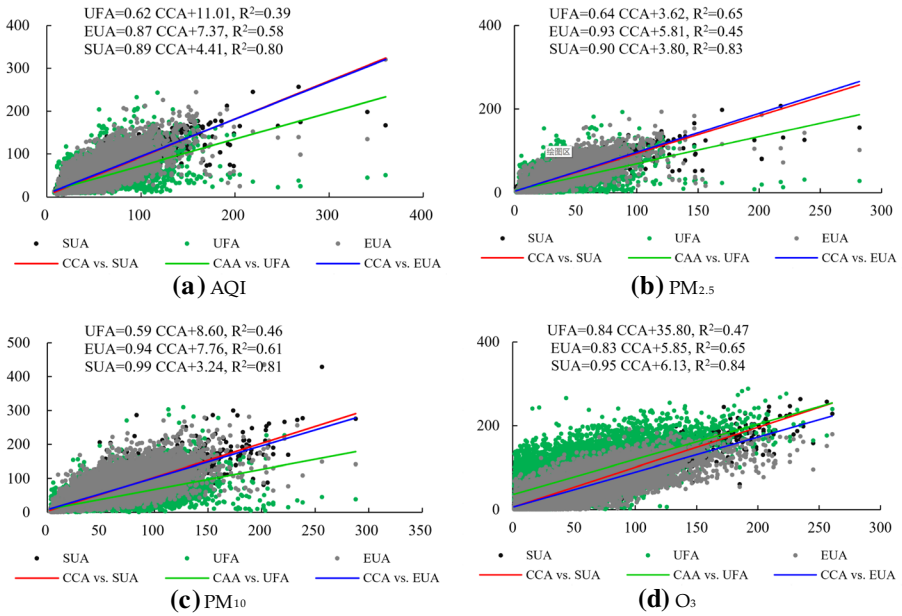 UFA=0.62 CCA+11.01, R²=0.39
EUA=0.87 CCA+7.37, R²=0.58
SUA=0.89 CCA+4.41, R²=0.80
400
300
200
100
0
0 100 200 300 400
SUA UFA EUA
CCA vs. SUA CAA vs. UFA CCA vs. EUA
(a) AQI
UFA=0.64 CCA+3.62, R²=0.65
EUA=0.93 CCA+5.81, R²=0.45
SUA=0.90 CCA+3.80, R²=0.83
400
200
0
绘图区
0 50 100 150 200 250 300
SUA UFA EUA
CCA vs. SUA CAA vs. UFA CCA vs. EUA
(b) PM₂.₅
UFA=0.59 CCA+8.60, R²=0.46
EUA=0.94 CCA+7.76, R²=0.61
SUA=0.99 CCA+3.24, R²=0.81
500
400
300
200
100
0
0 50 100 150 200 250 300 350
SUA UFA EUA
CCA vs. SUA CAA vs. UFA CCA vs. EUA
(c) PM₁₀
UFA=0.84 CCA+35.80, R²=0.47
EUA=0.83 CCA+5.85, R²=0.65
SUA=0.95 CCA+6.13, R²=0.84
400
200
0
0 50 100 150 200 250 300
SUA UFA EUA
CCA vs. SUA CAA vs. UFA CCA vs. EUA
(d) O₃